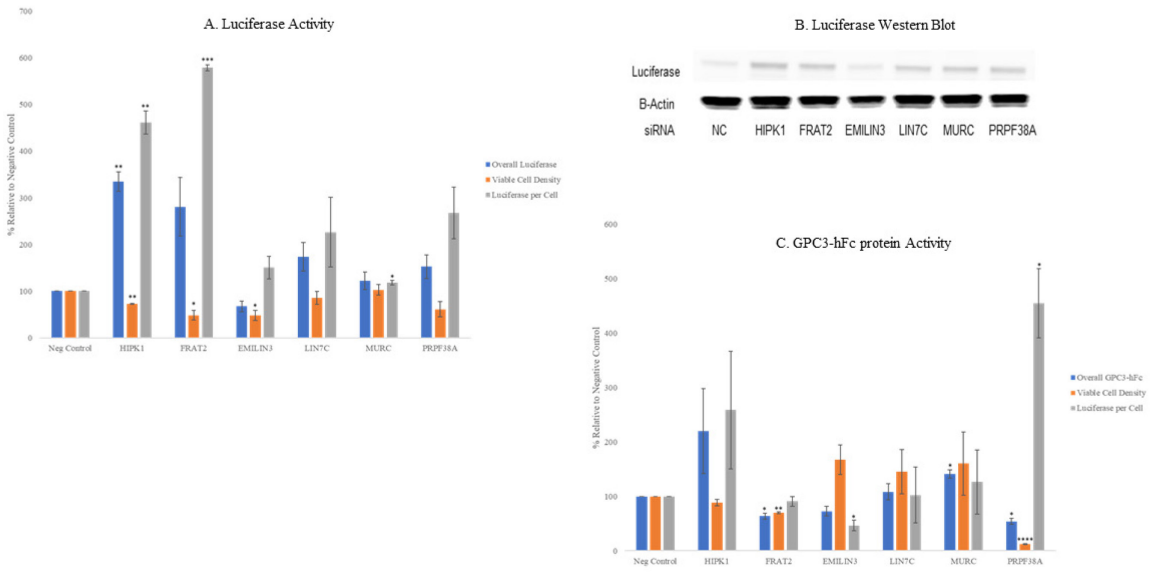 A. Luciferase Activity
700
600
500
400
300
200
100
0
% Relative to Negative Control
** ** ** * *** * *
Neg Control HIPK1 FRAT2 EMILIN3 LIN7C MURC PRPF38A
Overall Luciferase
Viable Cell Density
Luciferase per Cell
B. Luciferase Western Blot
Luciferase
B-Actin
siRNA NC HIPK1 FRAT2 EMILIN3 LIN7C MURC PRPF38A
C. GPC3-hFc protein Activity
600
500
400
300
200
100
0
% Relative to Negative Control
* ** * * * **** *
Neg Control HIPK1 FRAT2 EMILIN3 LIN7C MURC PRPF38A
Overall GPC3-hFc
Viable Cell Density
Luciferase per Cell